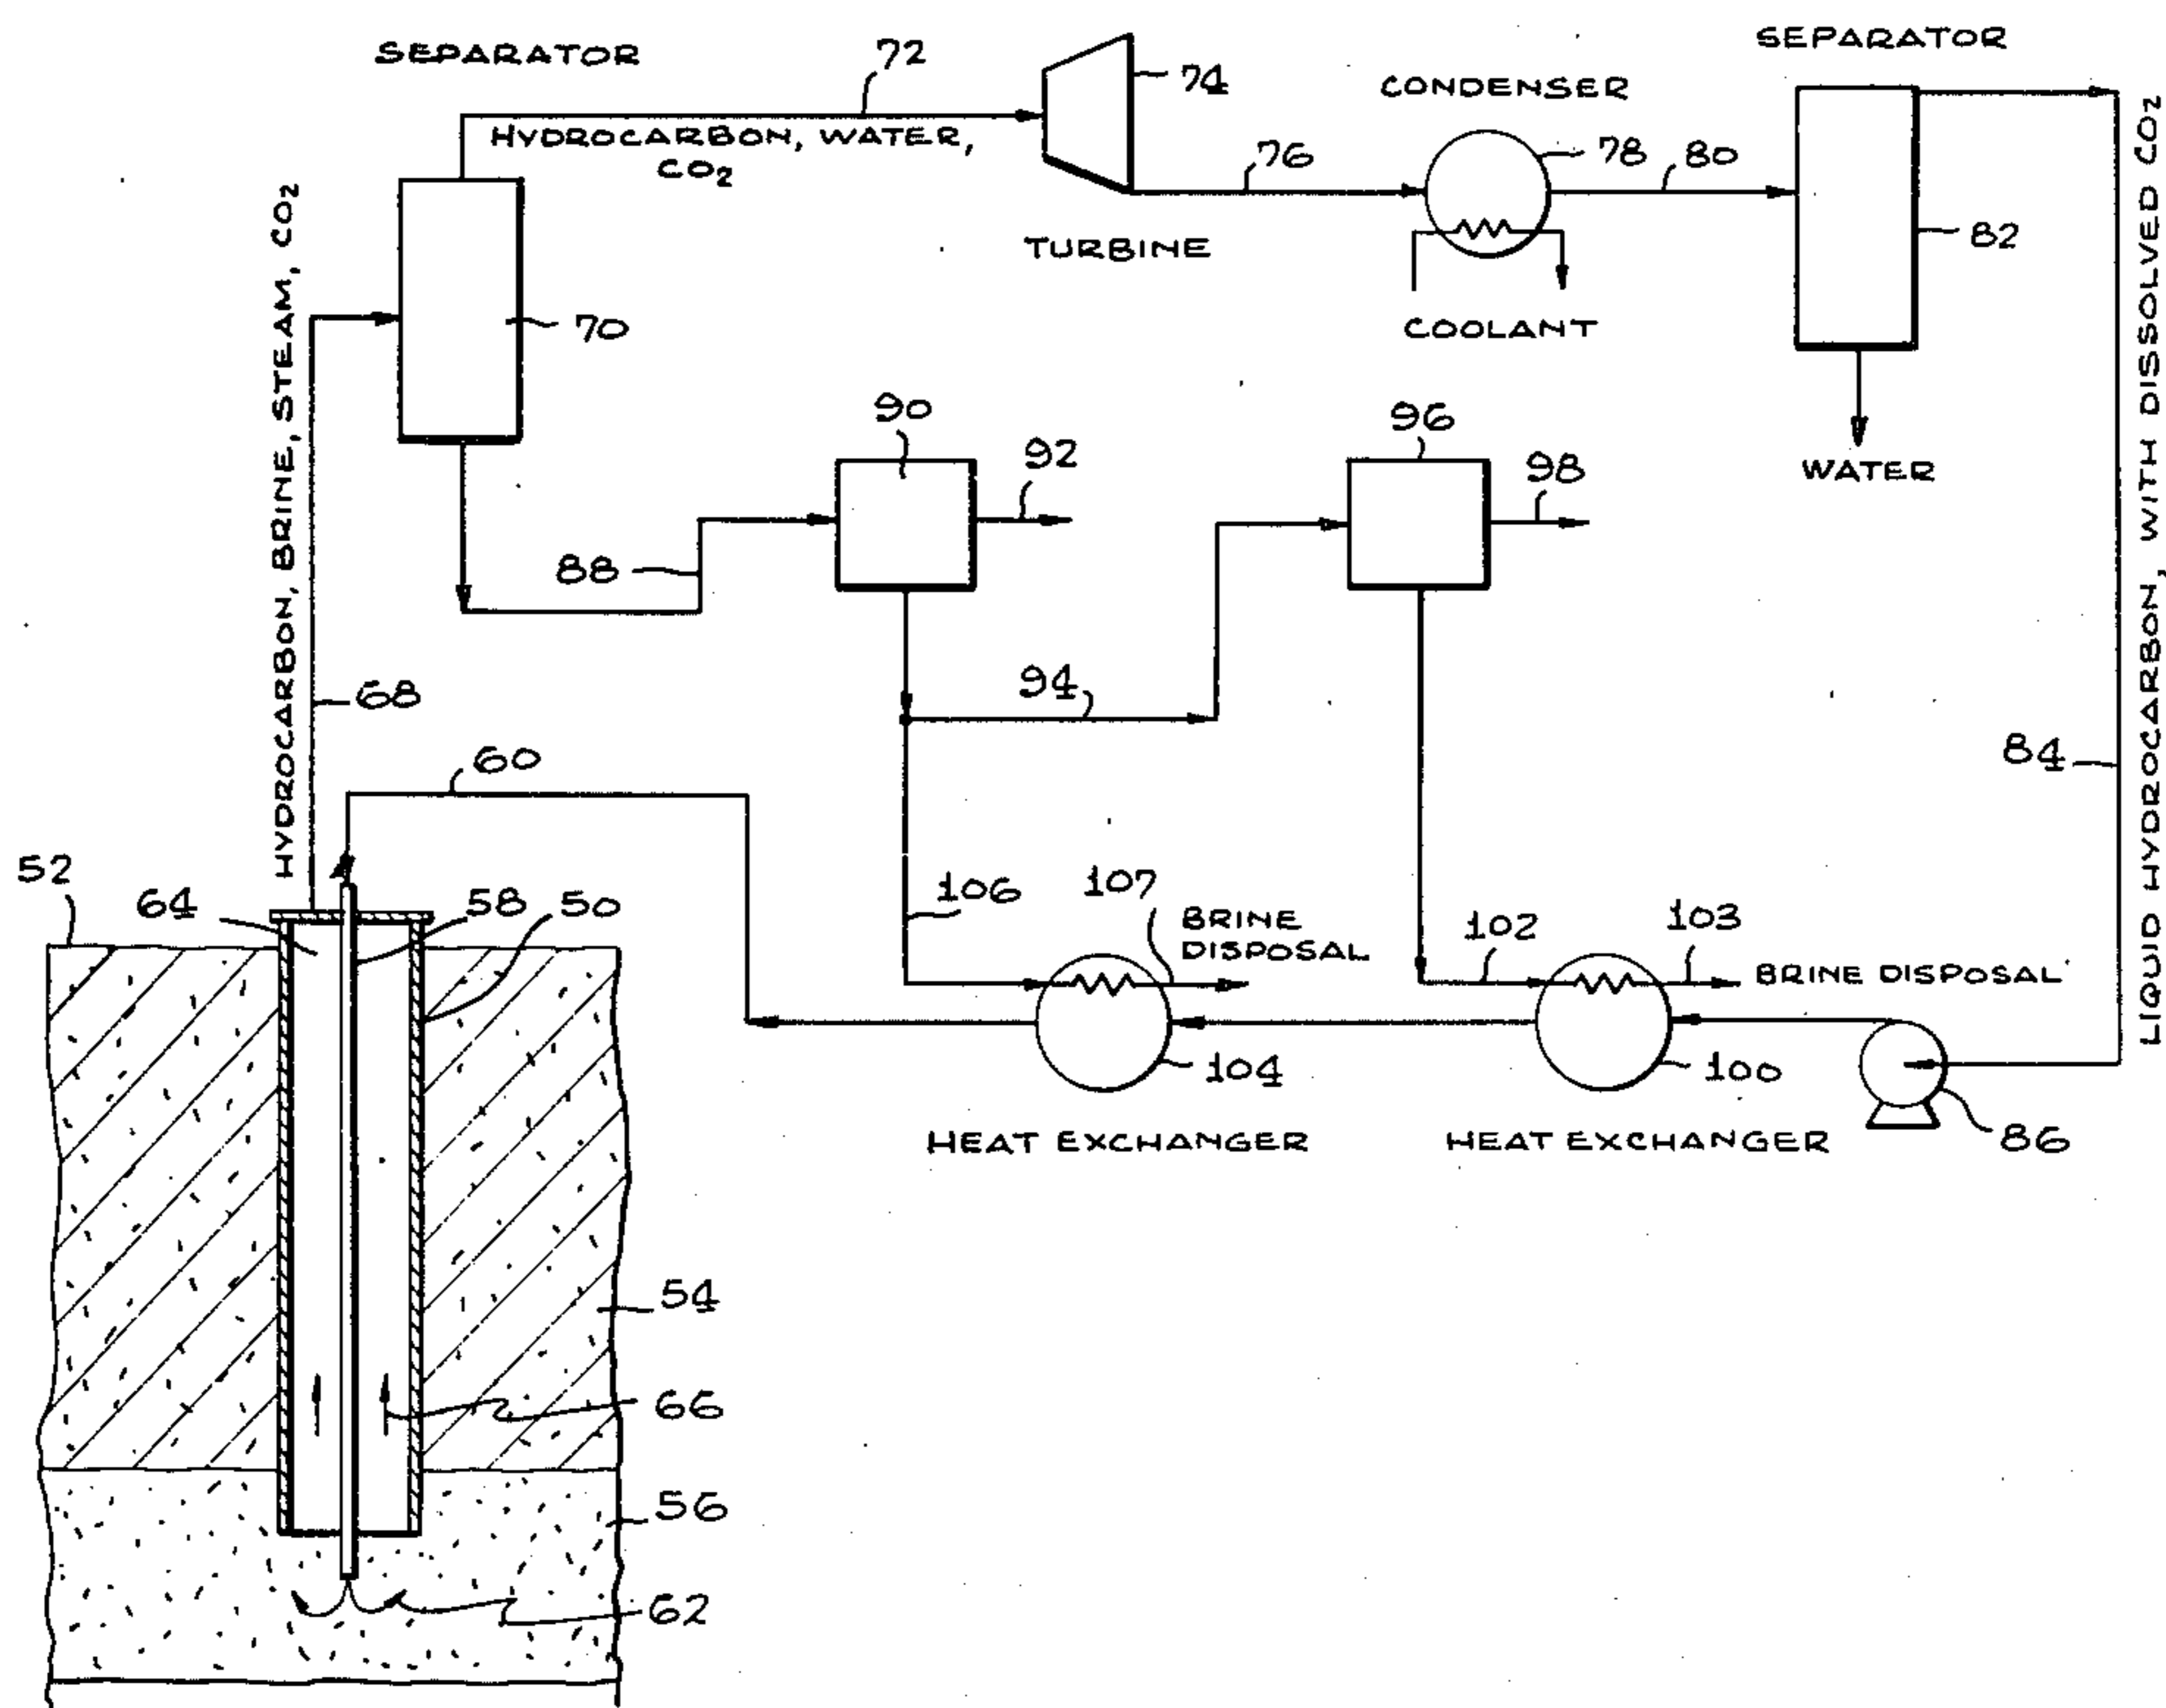 SEPARATOR
72
74
SEPARATOR
CONDENSER
HYDROCARBON, WATER,
CO2
76
78
80
TURBINE
82
70
COOLANT
HYDROCARBON, BRINE, STEAM, CO2
LIQUID HYDROCARBON, WITH DISSOLVED CO2
90
92
96
98
WATER
88
94
68
60
84
52
64
58
50
106
107
BRINE
DISPOSAL
102
103
BRINE DISPOSAL
104
100
86
HEAT EXCHANGER
HEAT EXCHANGER
54
66
56
62